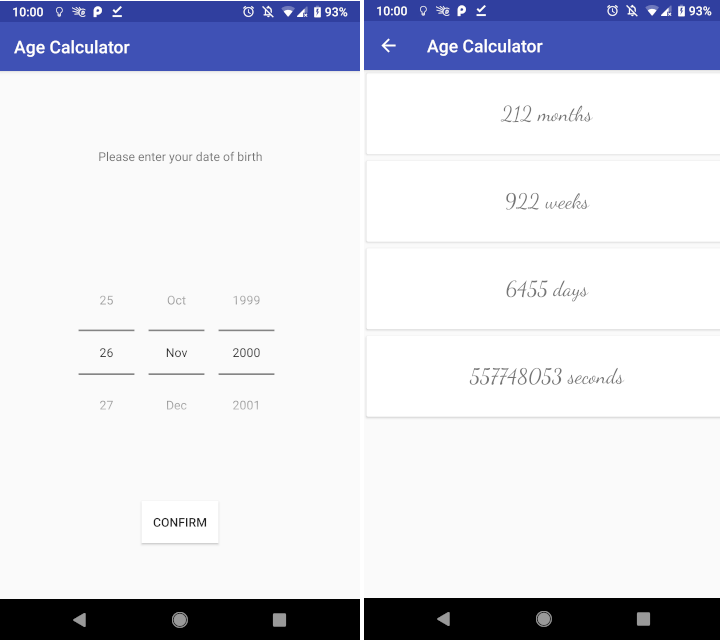 10:00
93%
Age Calculator
Please enter your date of birth
25 Oct 1999
26 Nov 2000
27 Dec 2001
CONFIRM
10:00
93%
Age Calculator
212 months
922 weeks
6455 days
557748053 seconds